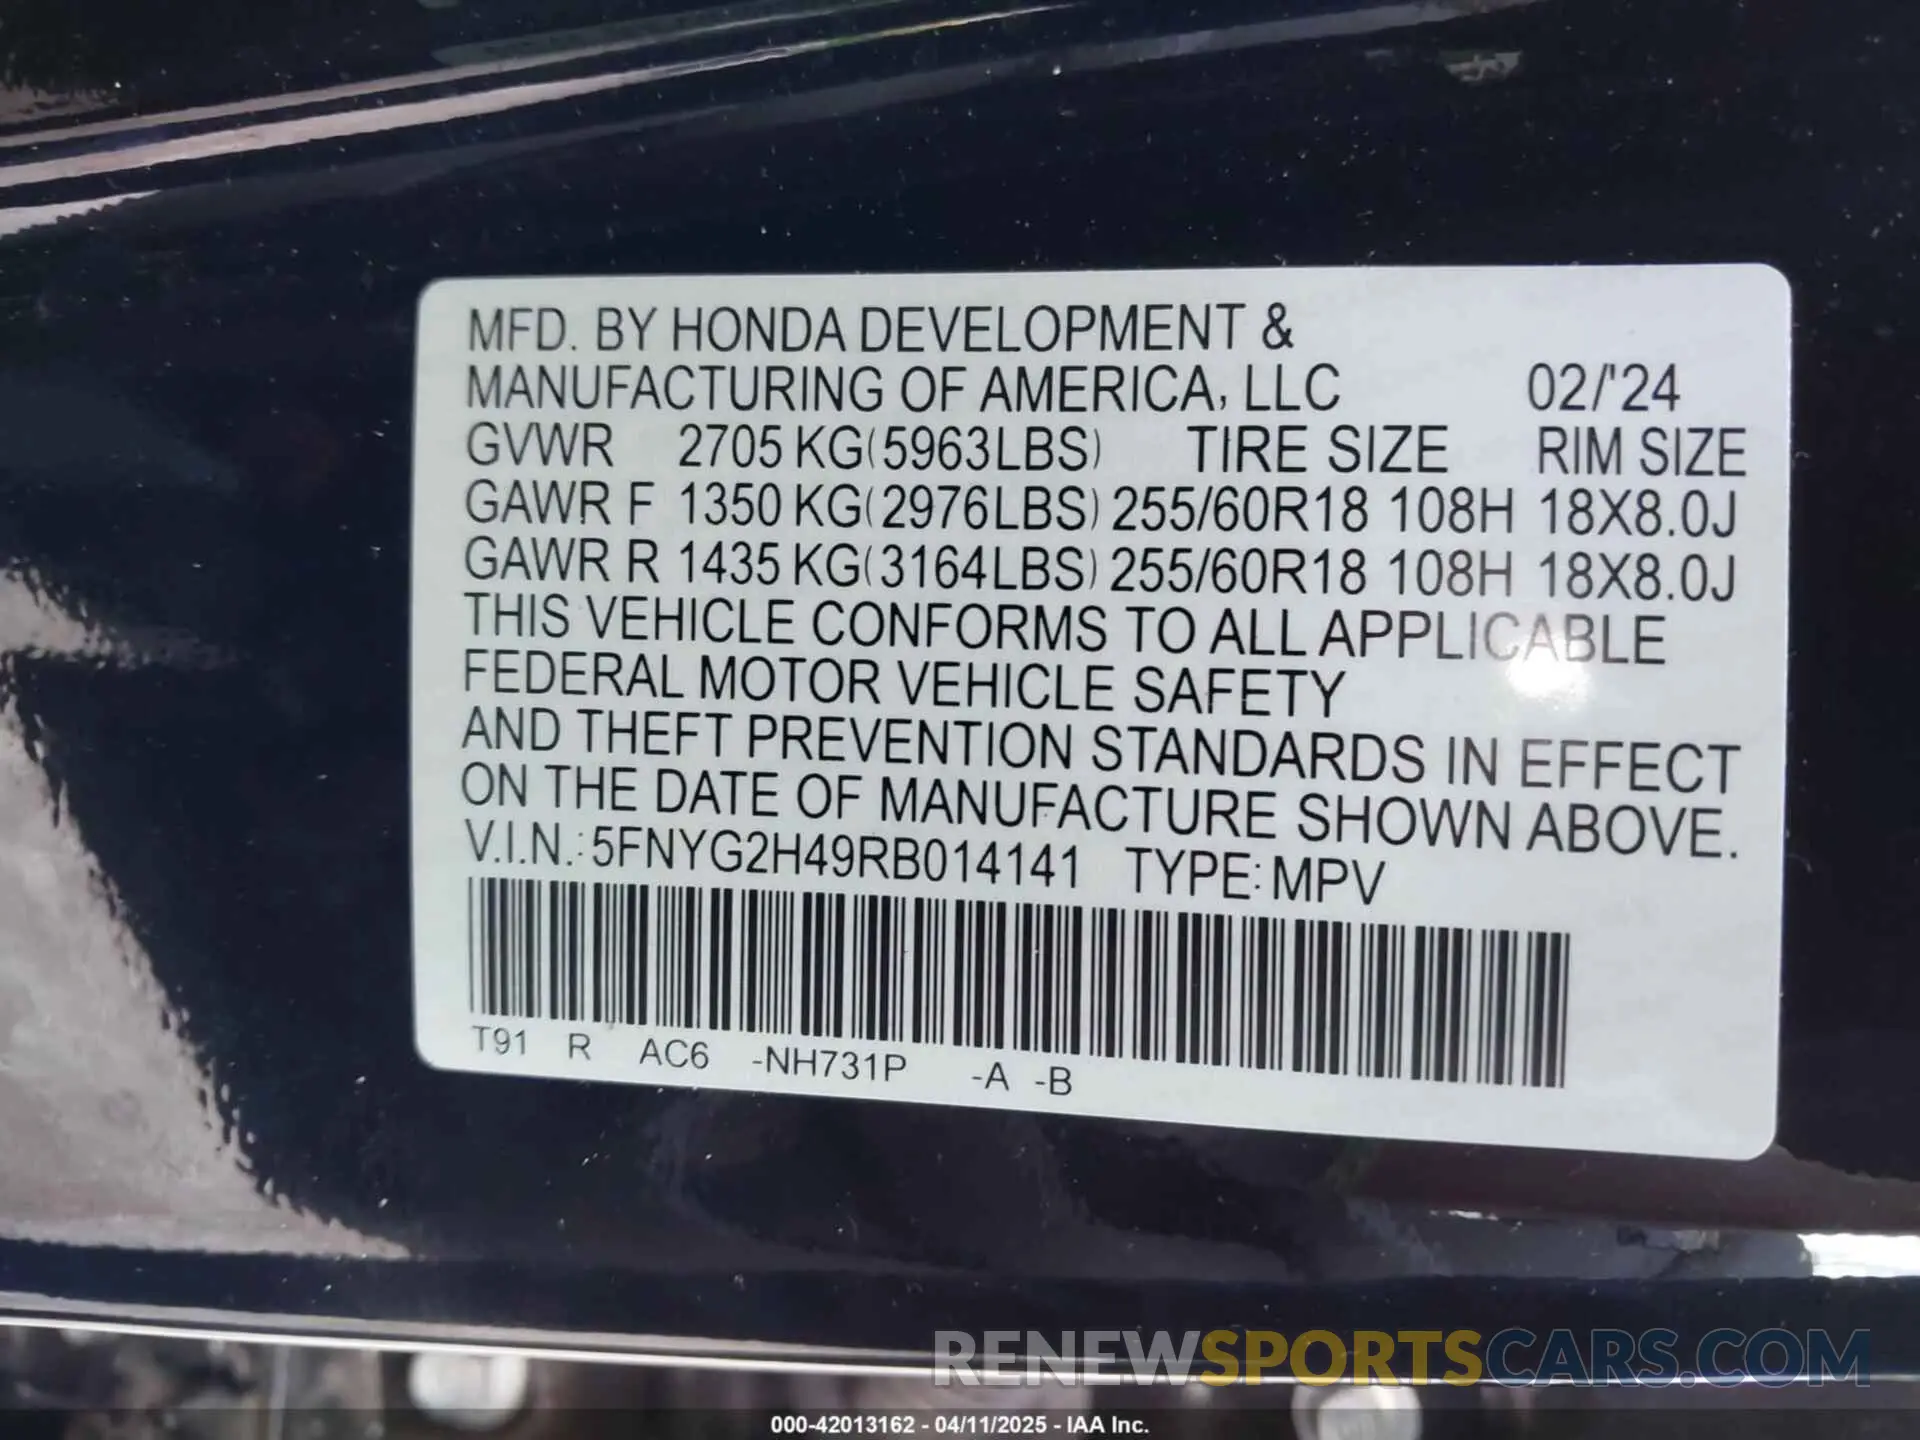 MFD. BY HONDA DEVELOPMENT &
MANUFACTURING OF AMERICA, LLC 02/'24
GVWR 2705 KG(5963LBS) TIRE SIZE RIM SIZE
GAWR F 1350 KG(2976LBS) 255/60R18 108H 18X8.0J
GAWR R 1435 KG(3164LBS) 255/60R18 108H 18X8.0J
THIS VEHICLE CONFORMS TO ALL APPLICABLE
FEDERAL MOTOR VEHICLE SAFETY
AND THEFT PREVENTION STANDARDS IN EFFECT
ON THE DATE OF MANUFACTURE SHOWN ABOVE.
V.I.N.: 5FNYG2H49RB014141 TYPE: MPV
T91 R AC6 -NH731P -A -B
RENEWSPORTSCARS.COM
000-42013162 - 04/11/2025 - IAA Inc.